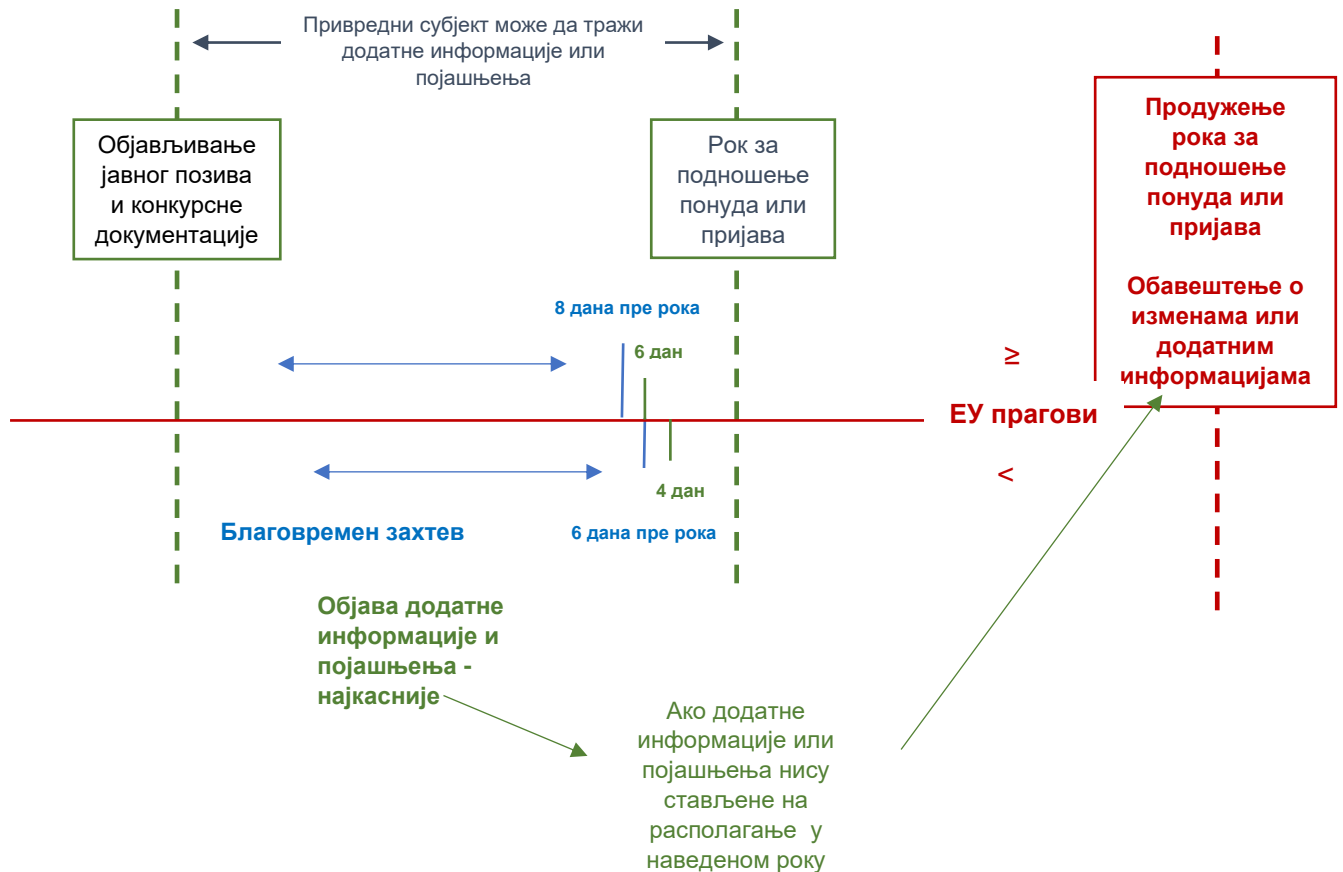 Привредни субјект може да тражи
додатне информације или
појашњења
Објављивање
јавног позива
и конкурсне
документације
Рок за
подношење
понуда или
пријава
Продужење
рока за
подношење
понуда или
пријава
Обавештење о
изменама или
додатним
информацијама
8 дана пре рока
6 дан
≥
ЕУ прагови
<
4 дан
Благовремен захтев
6 дана пре рока
Објава додатне
информације и
појашњења -
најкасније
Ако додатне
информације или
појашњења нису
стављене на
располагање у
наведеном року